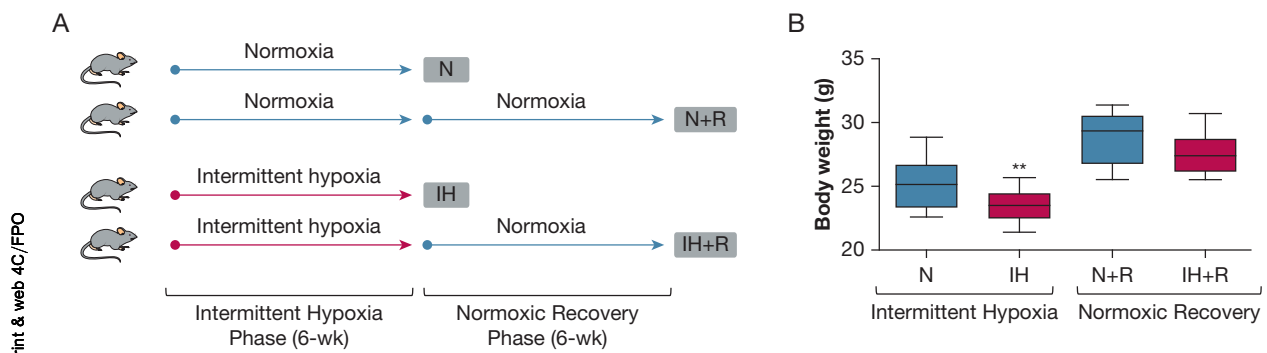 A
Normoxia
N
Normoxia
Normoxia
N+R
Intermittent hypoxia
IH
Intermittent hypoxia
Normoxia
IH+R
Intermittent Hypoxia
Phase (6-wk)
Normoxic Recovery
Phase (6-wk)
rint & web 4C/FPO
B
Body weight (g)
35
30
25
20
**
N
IH
N+R
IH+R
Intermittent Hypoxia
Normoxic Recovery